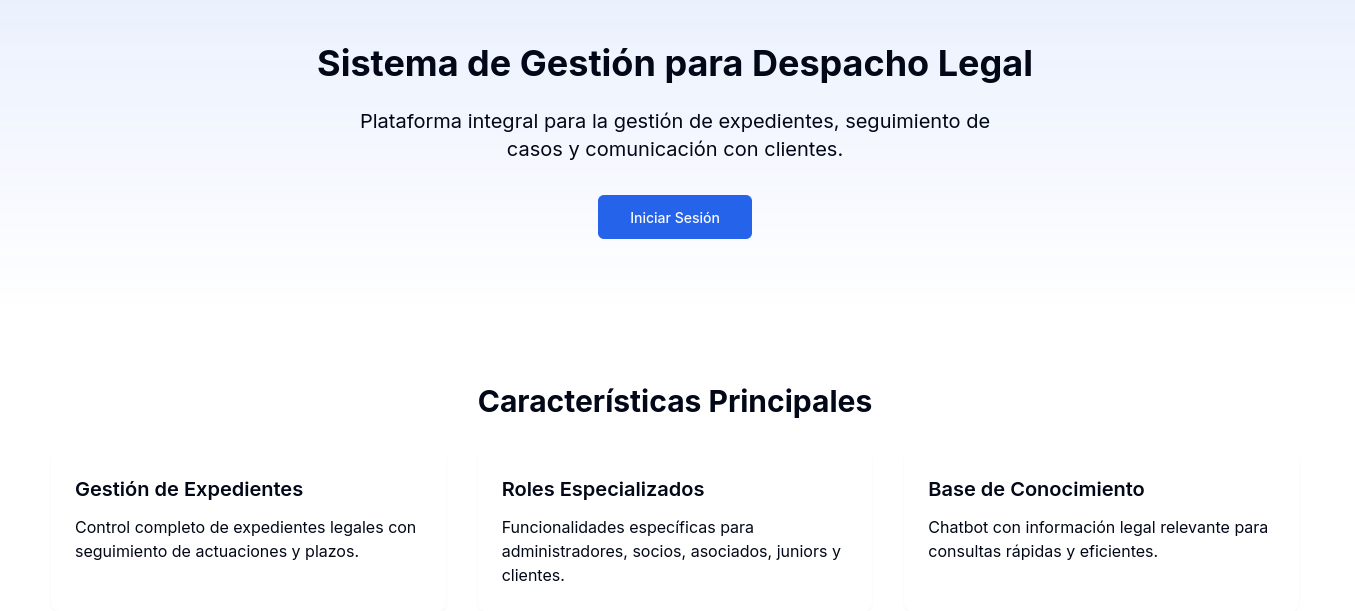 Sistema de Gestión para Despacho Legal
Plataforma integral para la gestión de expedientes, seguimiento de
casos y comunicación con clientes.
Iniciar Sesión
Características Principales
Gestión de Expedientes
Control completo de expedientes legales con
seguimiento de actuaciones y plazos.
Roles Especializados
Funcionalidades específicas para
administradores, socios, asociados, juniors y
clientes.
Base de Conocimiento
Chatbot con información legal relevante para
consultas rápidas y eficientes.